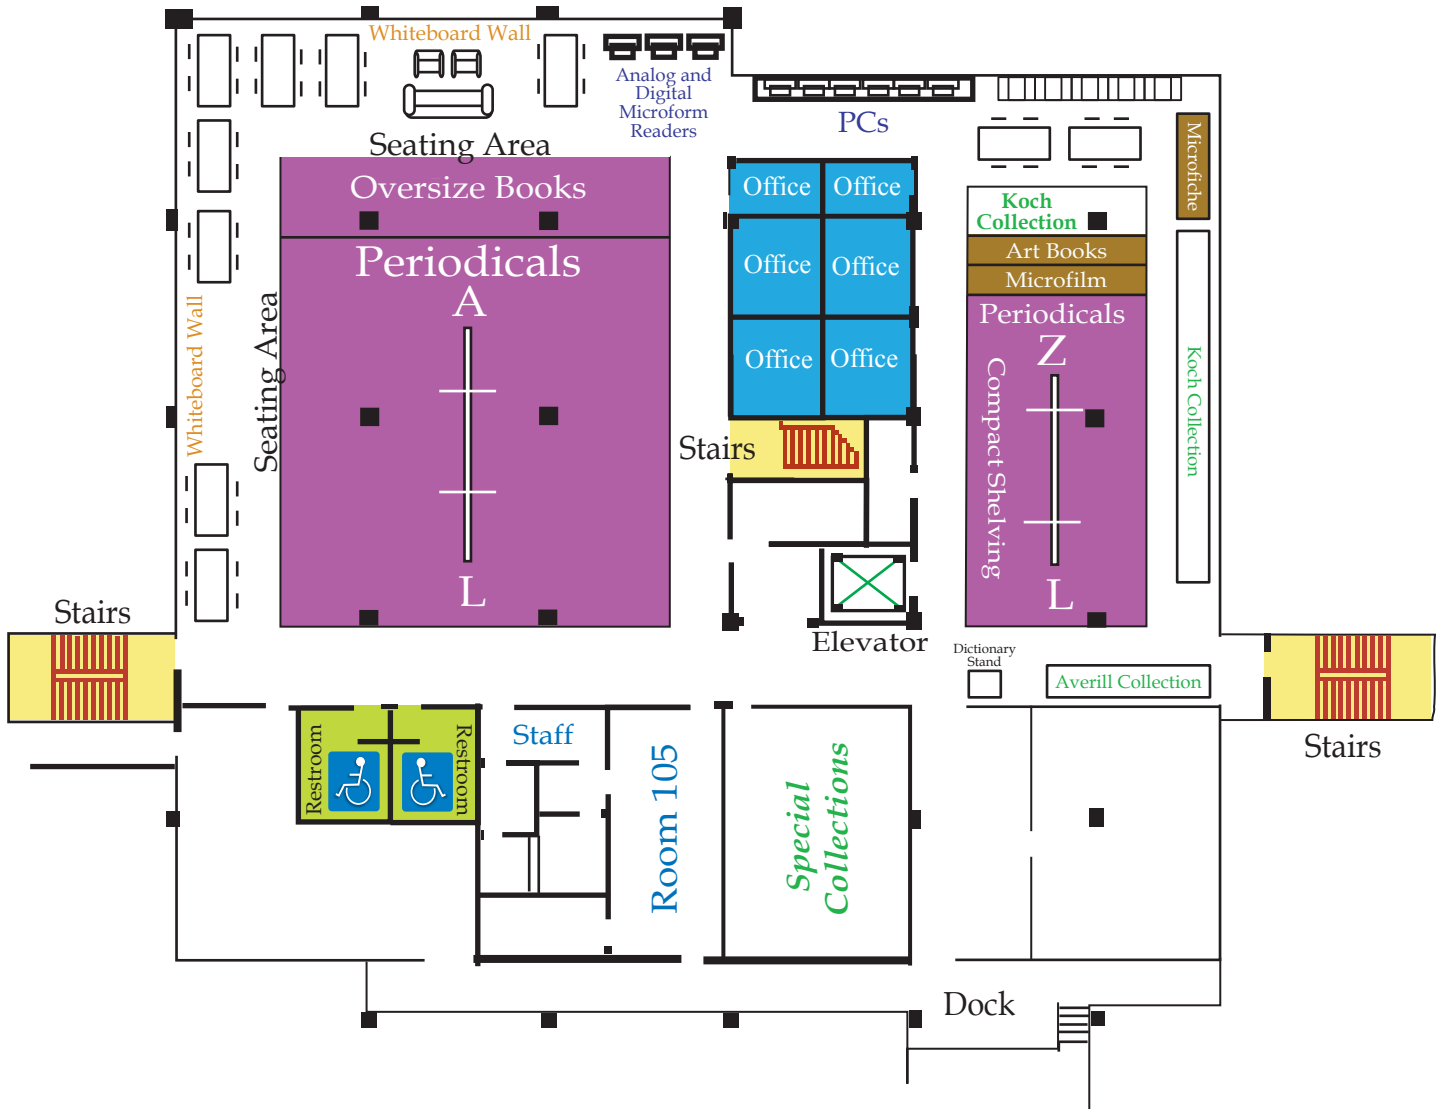 Whiteboard Wall
Analog and
Digital
Microform
Readers
PCs
Seating Area
Oversize Books
Periodicals
A
L
Whiteboard Wall
Seating Area
Office
Office
Office
Office
Office
Office
Stairs
Elevator
Microfiche
Koch
Collection
Art Books
Microfilm
Periodicals
Z
Compact Shelving
L
Koch Collection
Stairs
Dictionary
Stand
Averill Collection
Stairs
Restroom
Restroom
Staff
Room 105
Special
Collections
Dock